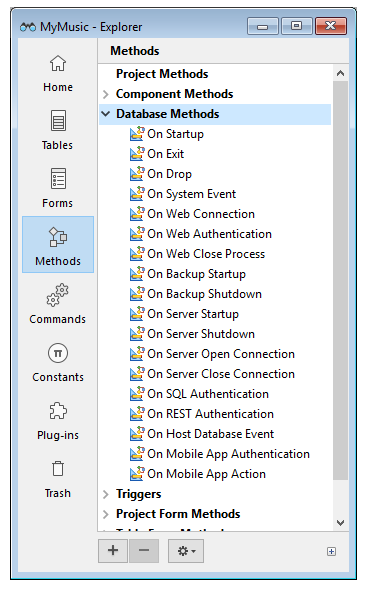 MyMusic - Explorer
Home
Tables
Forms
Methods
Commands
Constants
Plug-ins
Trash
Methods
Project Methods
Component Methods
Database Methods
On Startup
On Exit
On Drop
On System Event
On Web Connection
On Web Authentication
On Web Close Process
On Backup Startup
On Backup Shutdown
On Server Startup
On Server Shutdown
On Server Open Connection
On Server Close Connection
On SQL Authentication
On REST Authentication
On Host Database Event
On Mobile App Authentication
On Mobile App Action
Triggers
Project Form Methods